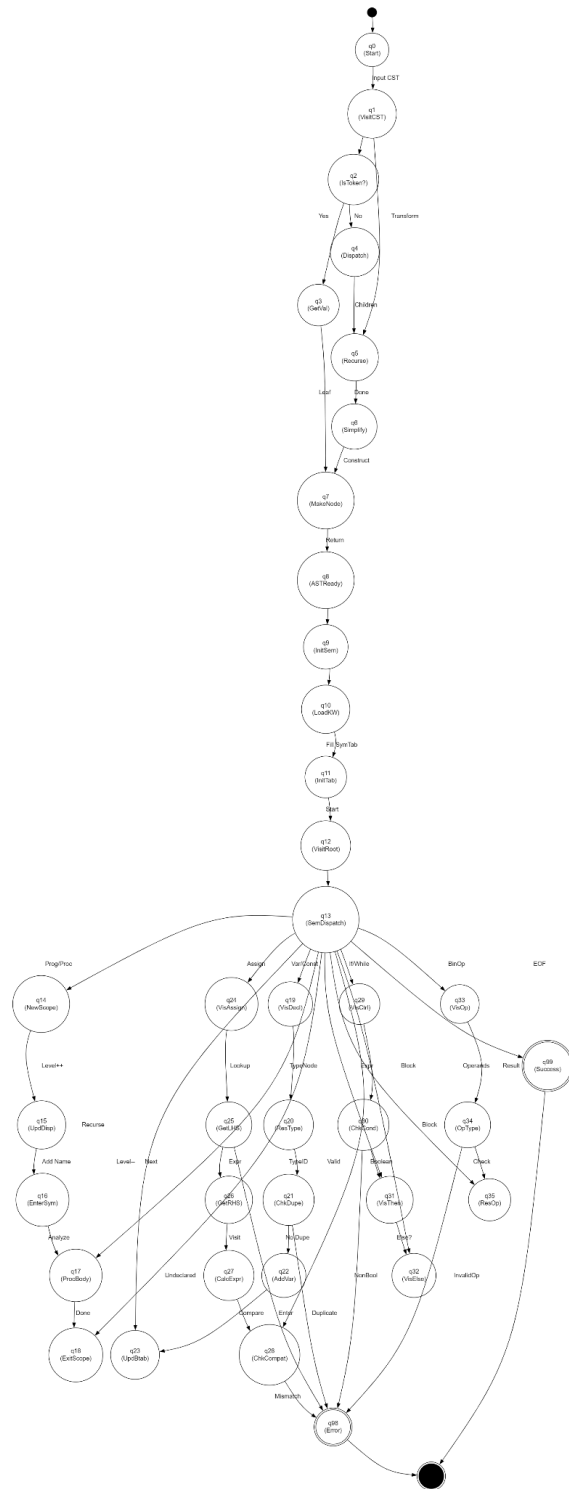 q0
(Start)
Input CST
q1
(VisitCST)
q2
(IsToken?)
Yes
No
Transform
q4
(Dispatch)
q3
(GetVal)
Children
q5
(Recurse)
Leaf
Done
q6
(Simplify)
Construct
q7
(MakeNode)
Return
q8
(ASTReady)
q9
(InitSem)
q10
(LoadKW)
Fill SymTab
q11
(InitTab)
Start
q12
(VisitRoot)
q13
(SemDispatch)
Prog/Proc
Assign
Var/Const
If/While
BinOp
EOF
q14
(NewScope)
q24
(VisAssign)
q19
(VisDecl)
q29
(VisCtrl)
q33
(VisOp)
q99
(Success)
Level++
Lookup
TypeNode
Expr
Block
Operands
Result
q15
(UpdDisp)
Recurse
q25
(GetLHS)
q20
(ResType)
q30
(ChkCond)
Block
q34
(OpType)
Add Name
Level--
Next
Expr
TypeID
Valid
Boolean
Check
q16
(EnterSym)
q26
(GetRHS)
q21
(ChkDupe)
q31
(VisThen)
q35
(ResOp)
Analyze
Visit
No Dupe
Else?
q17
(ProcBody)
Undeclared
q27
(CalcExpr)
q22
(AddVar)
NonBool
q32
(VisElse)
InvalidOp
Done
Compare
Enter
Duplicate
q18
(ExitScope)
q23
(UpdBtab)
q28
(ChkCompat)
Mismatch
q98
(Error)